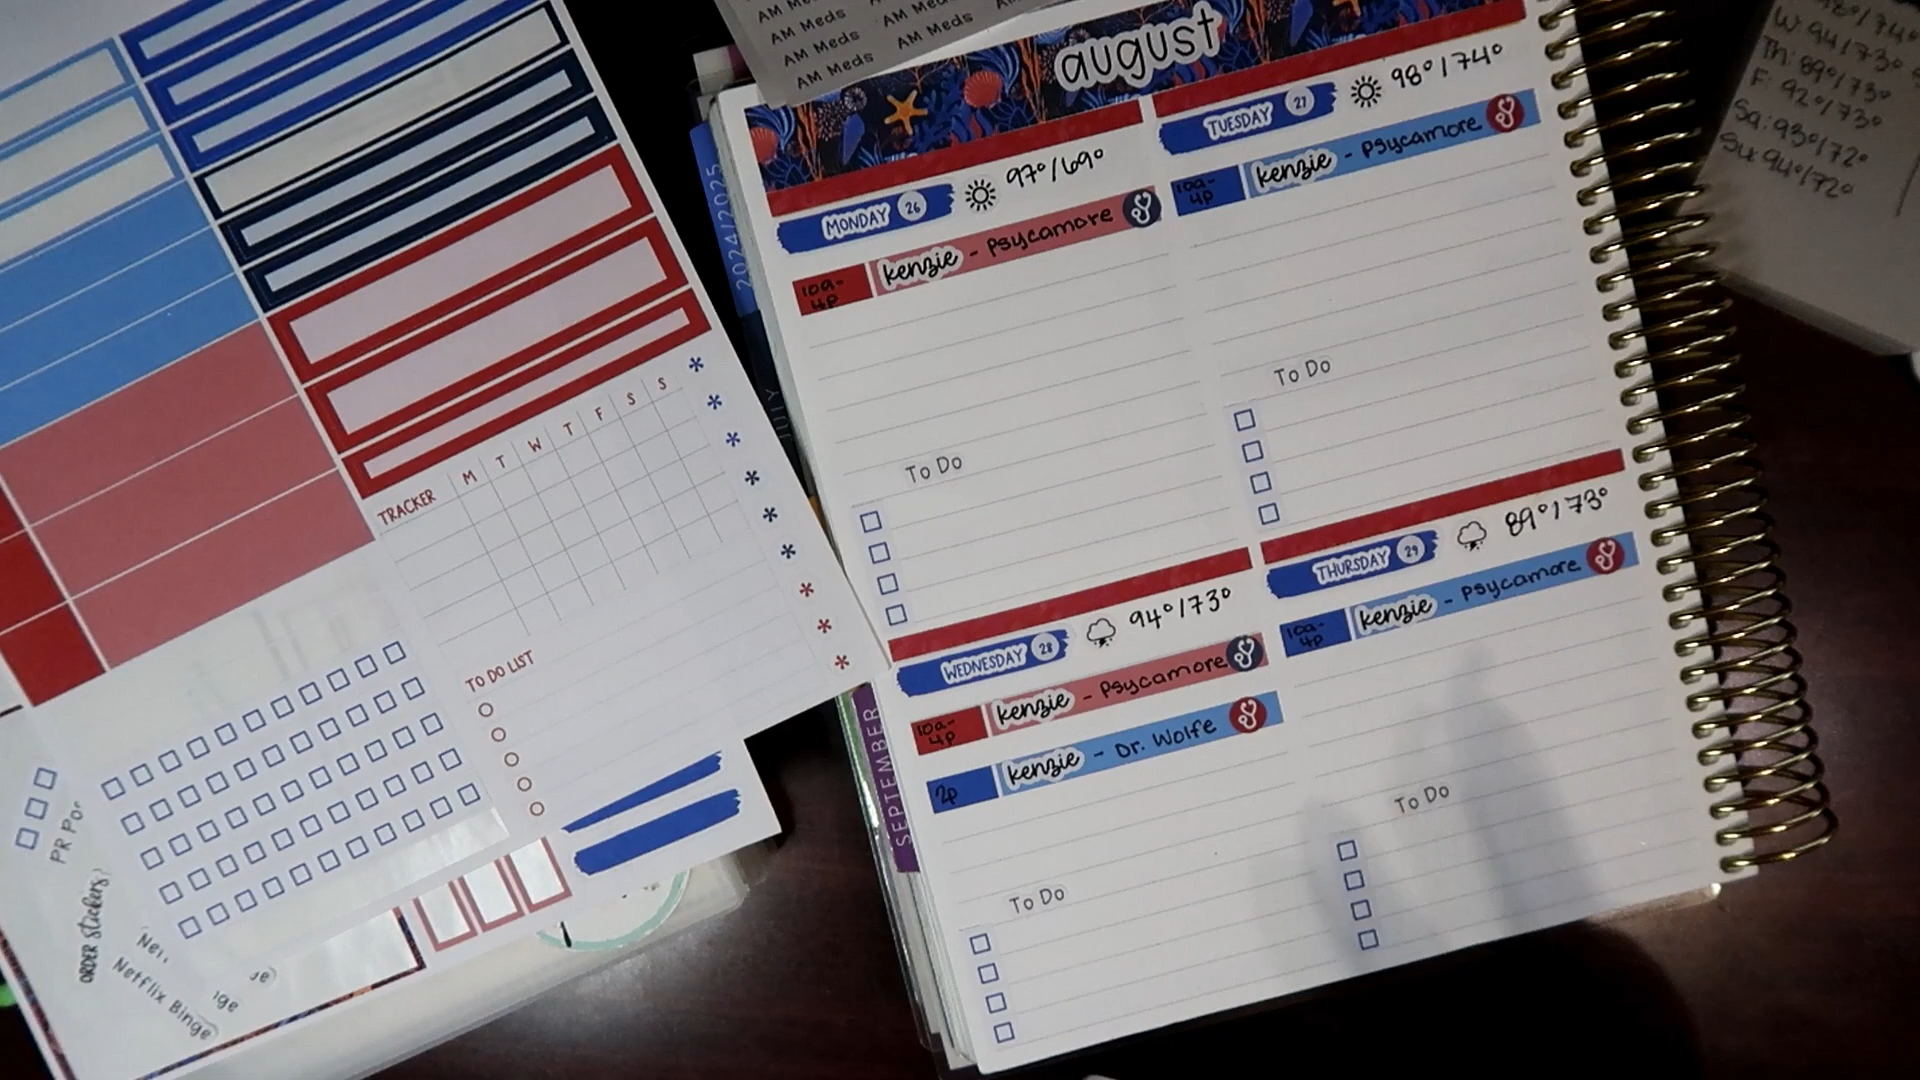 AM Meds
AM Meds
AM Meds
AM Meds
AM Meds
august
MONDAY 26
97°/69°
10a-
4p
kenzie - Psycamore
To Do
TUESDAY 27
98°/74°
10a-
4p
kenzie - Psycamore
To Do
WEDNESDAY 28
94°/73°
10a-
4p
kenzie - Psycamore
2p
kenzie - Dr. Wolfe
To Do
THURSDAY 29
89°/73°
10a-
4p
kenzie - Psycamore
To Do
2024/2025
JULY
SEPTEMBER
TRACKER
M T W T F S S
TO DO LIST
ORDER Stickers
Netflix Binge
W: 94/73°
Th: 89°/73°
F: 92°/73°
Sa: 93°/72°
Su 94°/72°